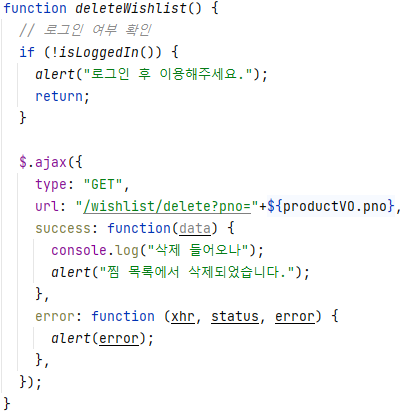 function deleteWishlist() {
// 로그인 여부 확인
if (!isLoggedIn()) {
alert("로그인 후 이용해주세요.");
return;
}
$.ajax({
type: "GET",
url: "/wishlist/delete?pno="+${productVO.pno},
success: function(data) {
console.log("삭제 들어오나");
alert("찜 목록에서 삭제되었습니다.");
},
error: function (xhr, status, error) {
alert(error);
},
});
}